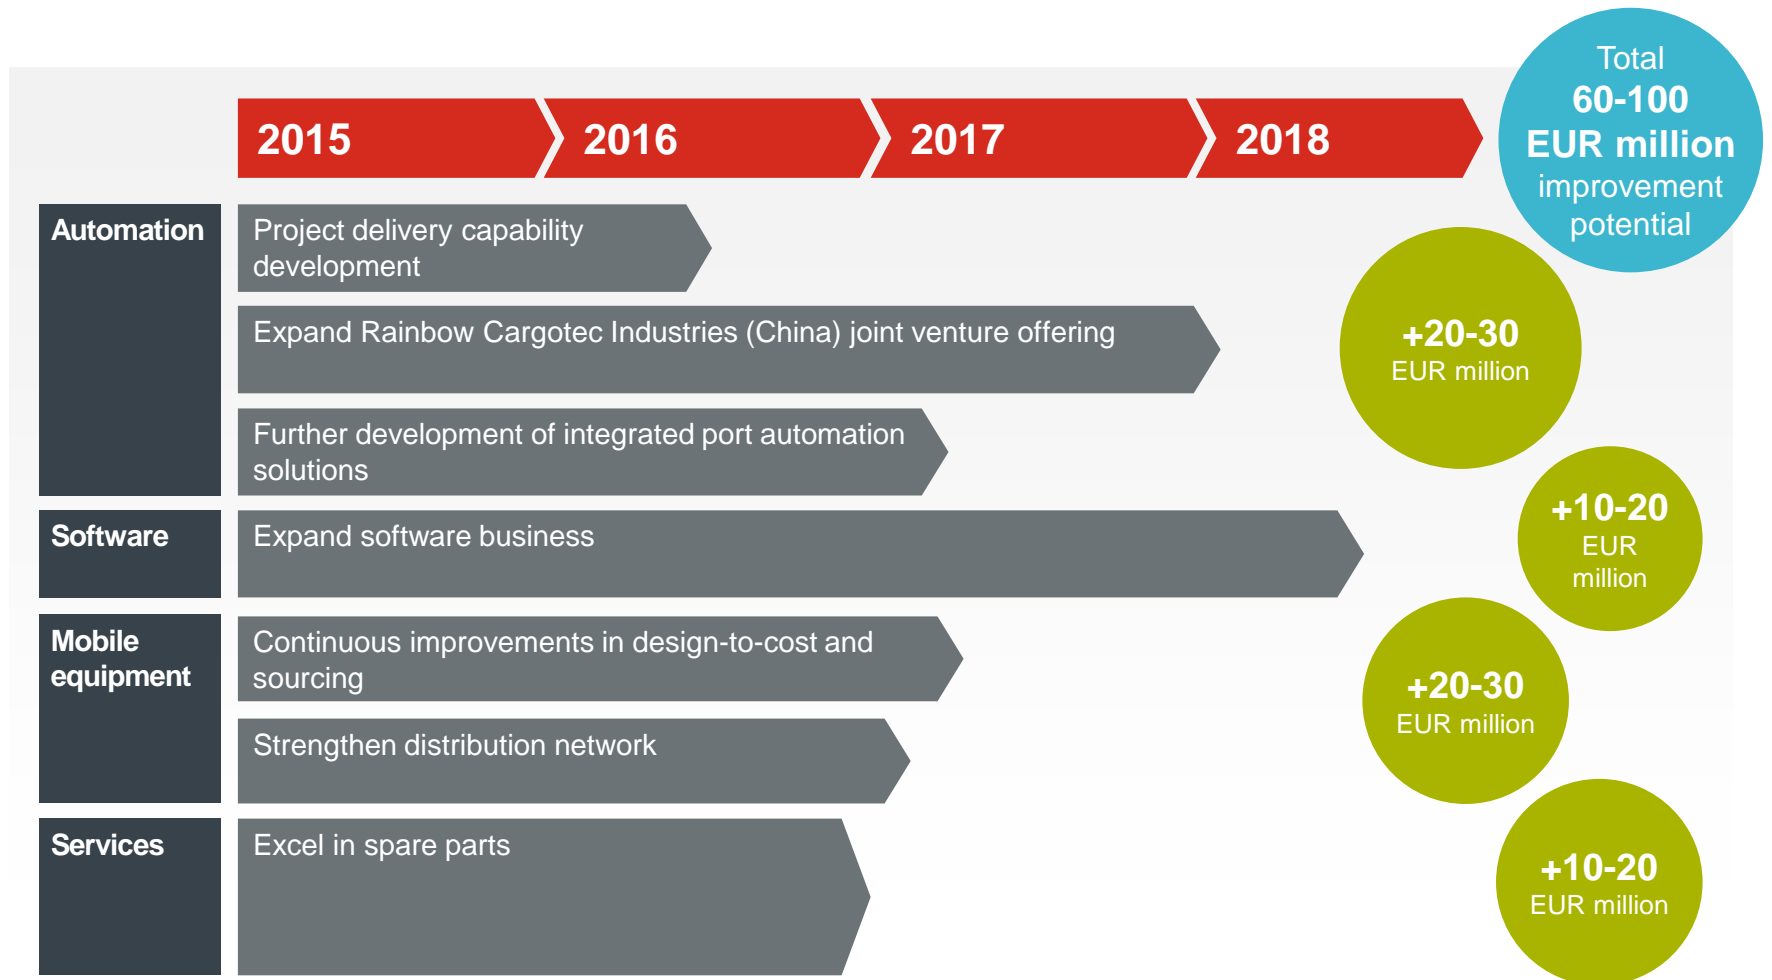 Total
60-100
EUR million
improvement
potential
2015
2016
2017
2018
Automation
Project delivery capability
development
Expand Rainbow Cargotec Industries (China) joint venture offering
Further development of integrated port automation
solutions
+20-30
EUR million
Software
Expand software business
+10-20
EUR
million
Mobile
equipment
Continuous improvements in design-to-cost and
sourcing
Strengthen distribution network
+20-30
EUR million
Services
Excel in spare parts
+10-20
EUR million